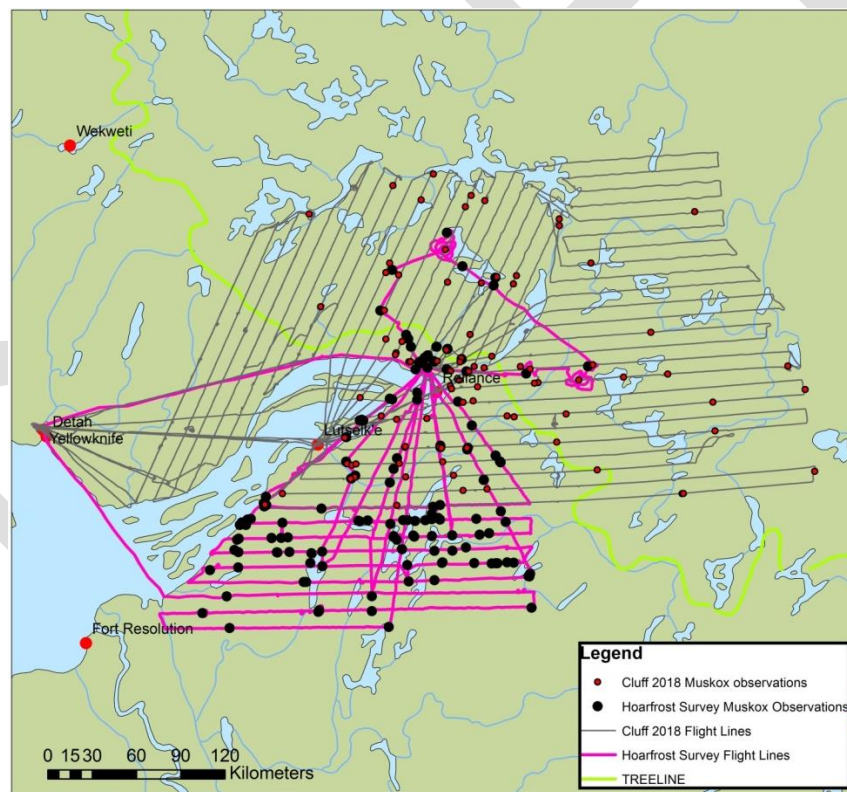 Wekweti
Reliance
Detah
Yellowknife
Lutselk'e
Fort Resolution
Legend
Cluff 2018 Muskox observations
Hoarfrost Survey Muskox Observations
Cluff 2018 Flight Lines
Hoarfrost Survey Flight Lines
TREELINE
0 15 30 60 90 120
Kilometers